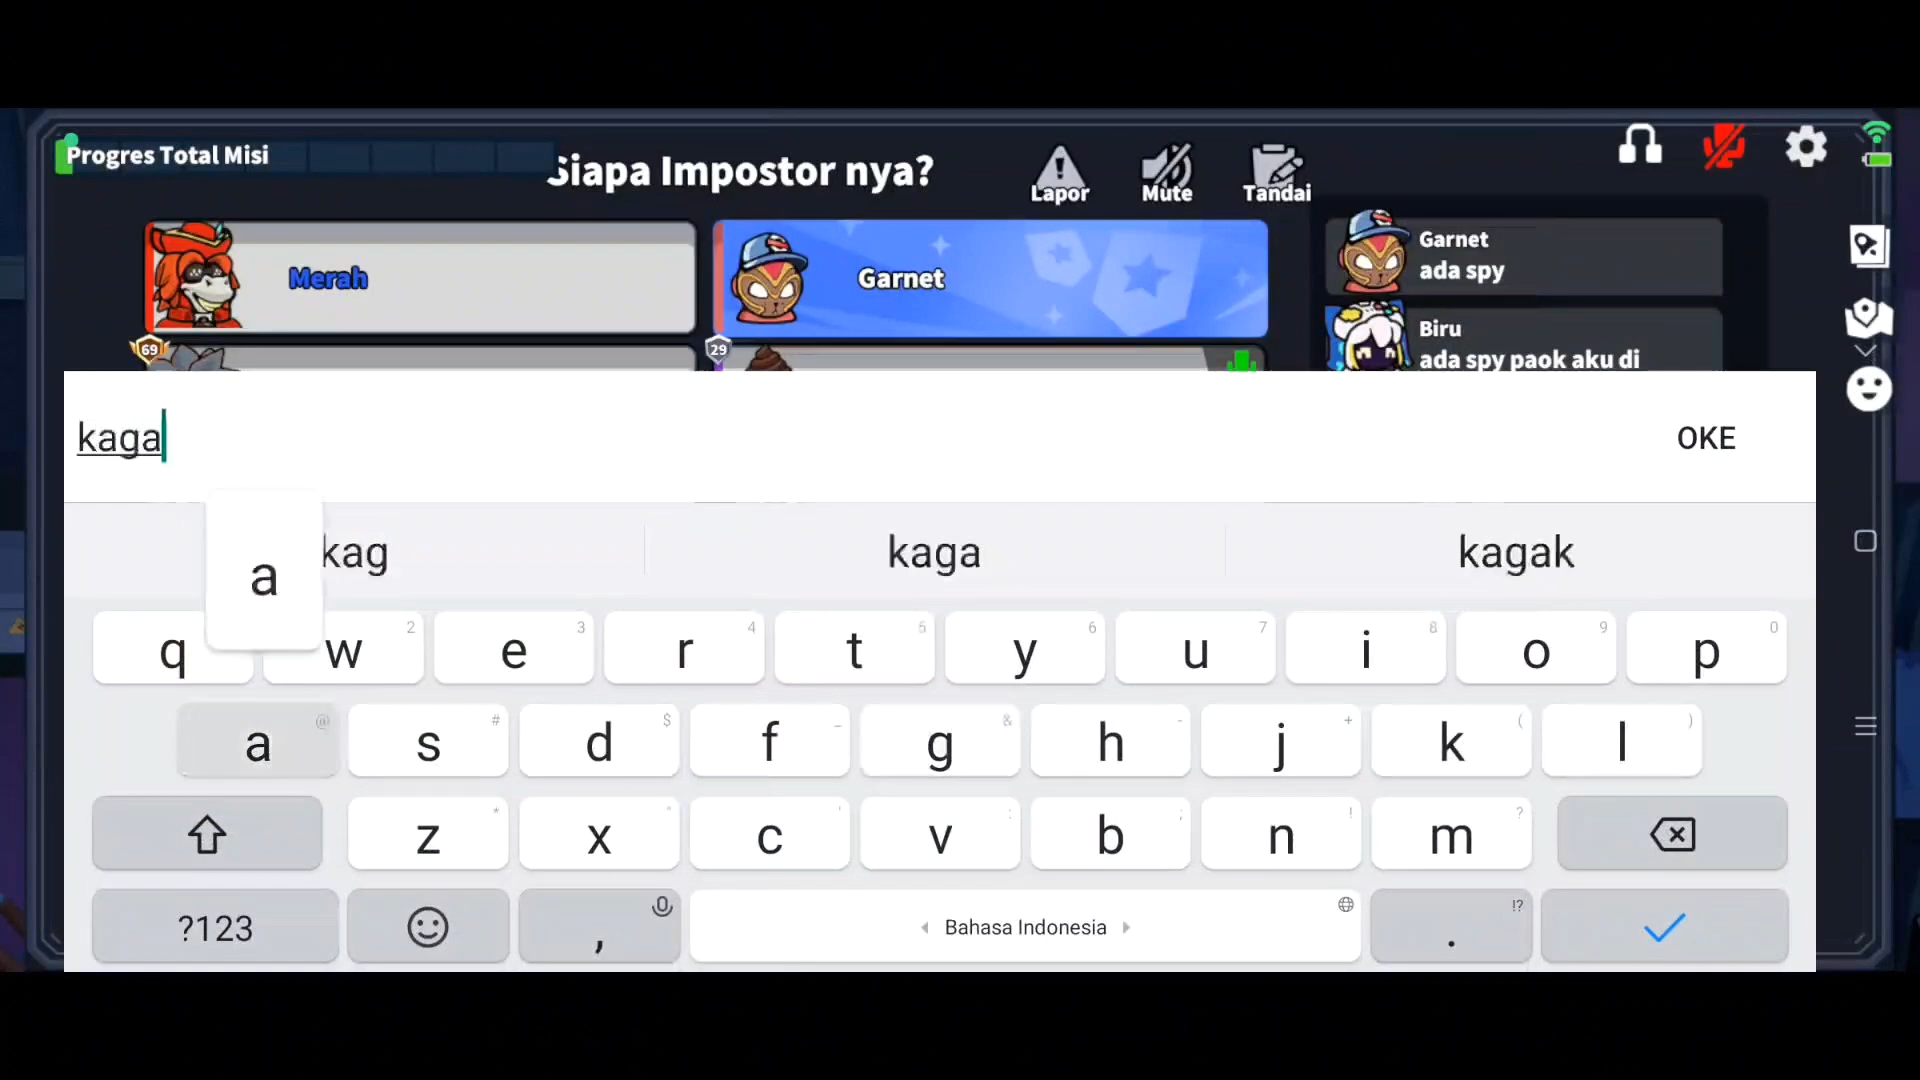 Progres Total Misi
Siapa Impostor nya?
Lapor
Mute
Tandai
Merah
Garnet
Garnet
ada spy
Biru
ada spy paok aku di
69
29
kaga
OKE
a
kag
kaga
kagak
q w 2 e 3 r 4 t 5 y 6 u 7 i 8 o 9 p 0
a @ s # d $ f _ g & h - j + k ( l )
z * x " c ' v : b ; n ! m ?
?123 , Bahasa Indonesia . !?